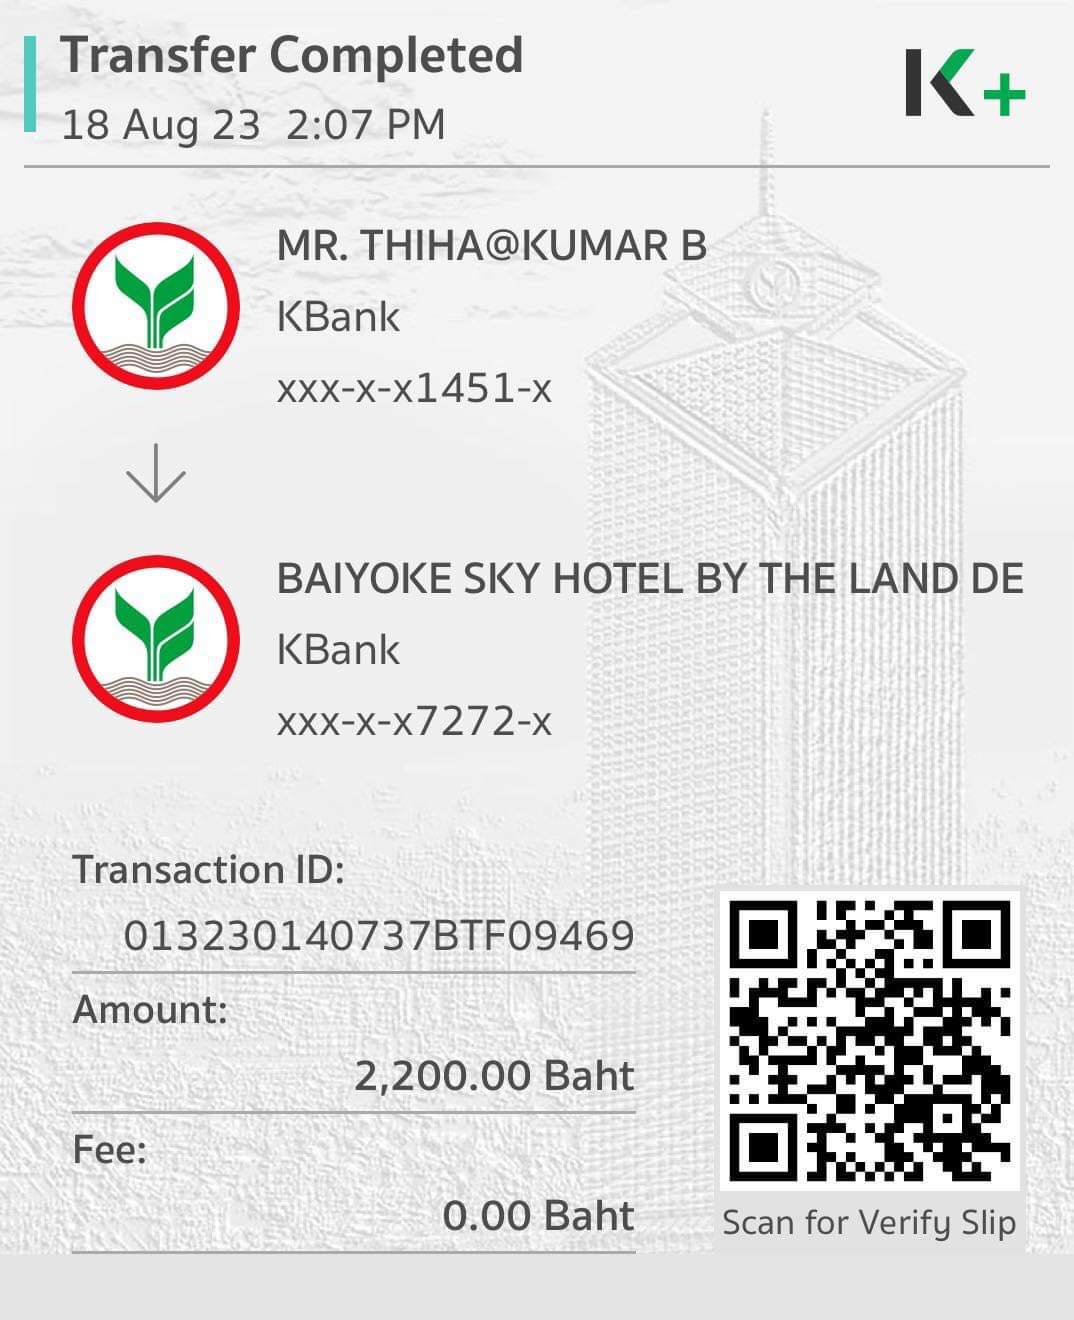 Transfer Completed
18 Aug 23 2:07 PM
K+
MR. THIHA@KUMAR B
KBank
xxx-x-x1451-x
BAIYOKE SKY HOTEL BY THE LAND DE
KBank
xxx-x-x7272-x
Transaction ID:
013230140737BTF09469
Amount:
2,200.00 Baht
Fee:
0.00 Baht
Scan for Verify Slip